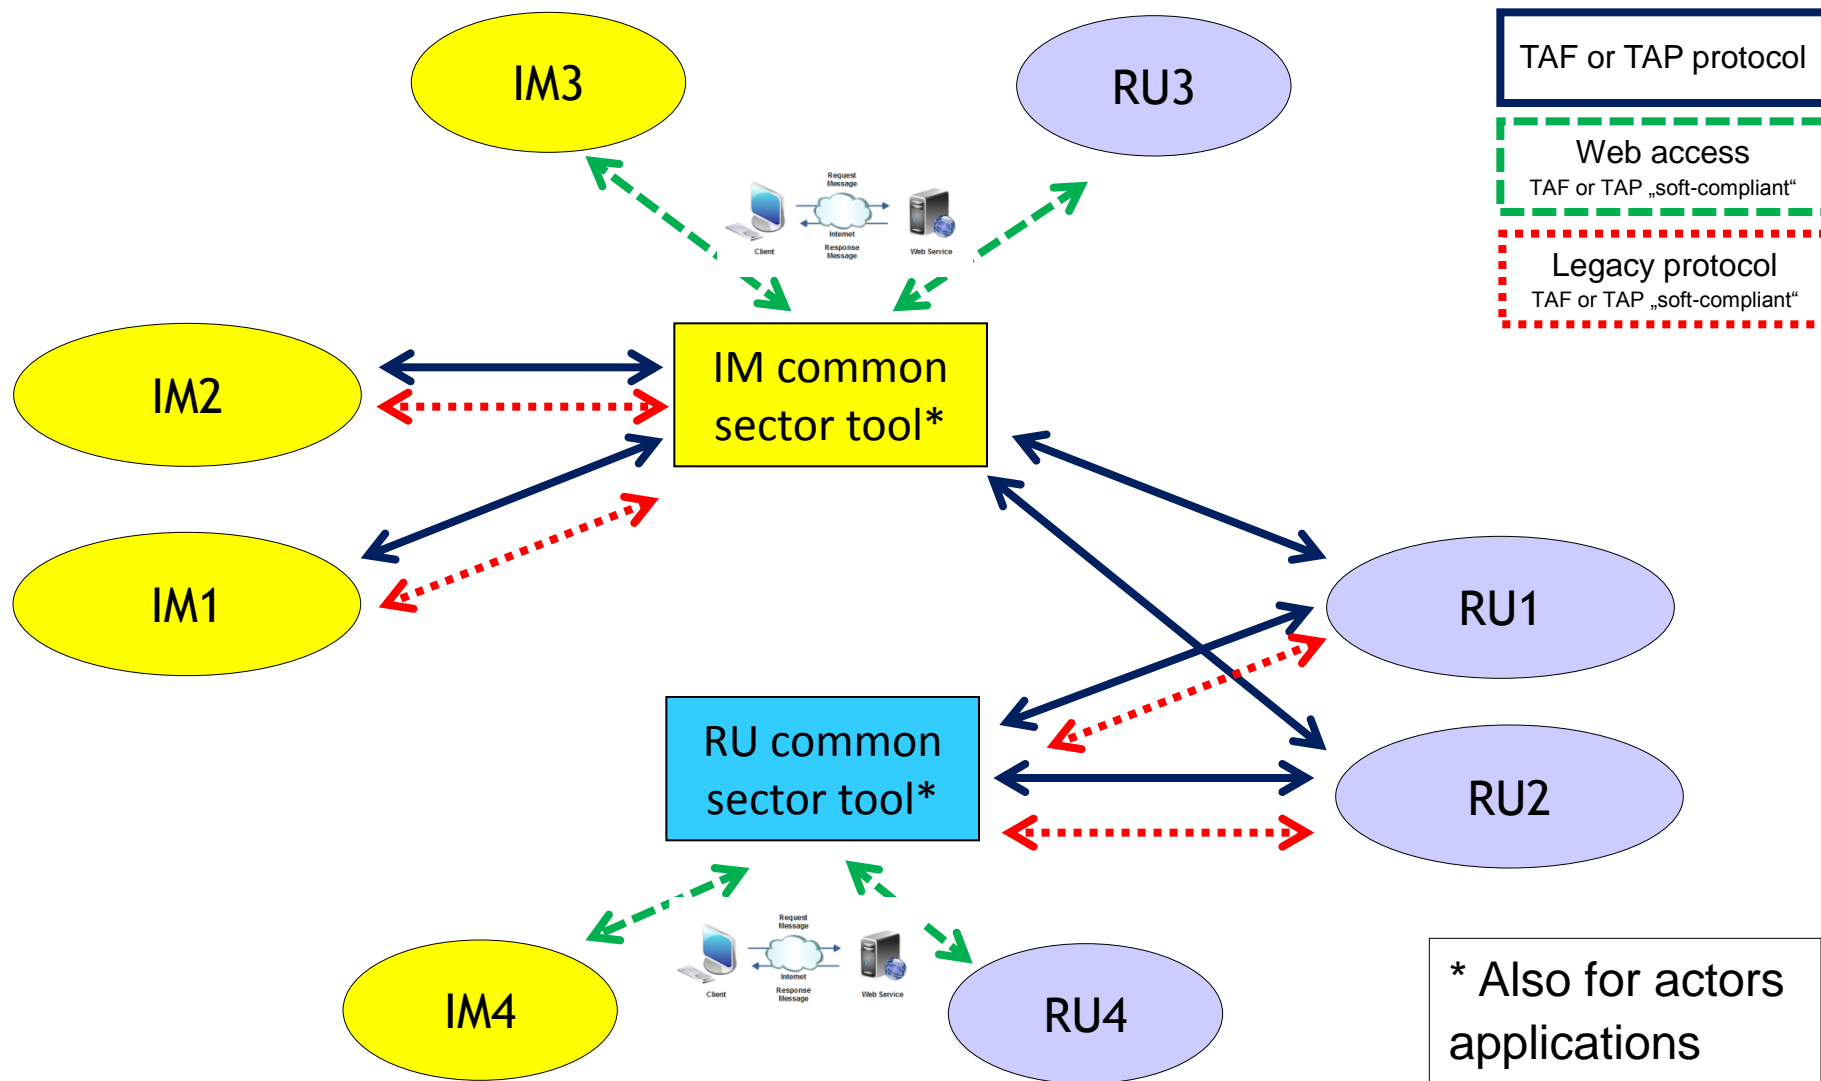 IM3
RU3
TAF or TAP protocol
Web access
TAF or TAP „soft-compliant“
Legacy protocol
TAF or TAP „soft-compliant“
Request
Message
Internet
Client
Response
Message
Web Service
IM2
IM common
sector tool*
IM1
RU1
RU common
sector tool*
RU2
Request
Message
Internet
Client
Response
Message
Web Service
IM4
RU4
* Also for actors
applications